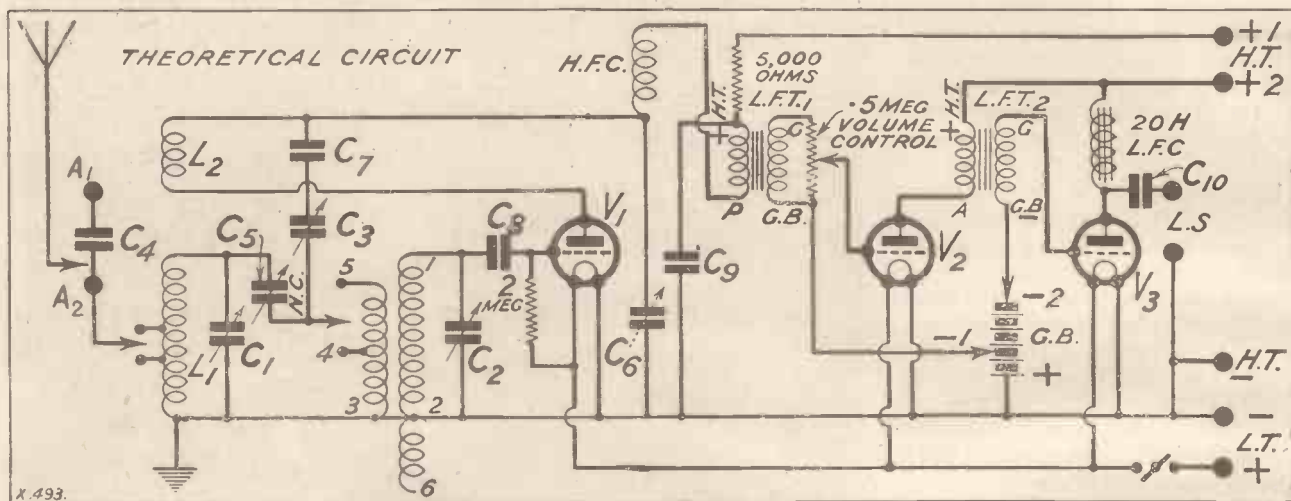 THEORETICAL CIRCUIT
H.F.C.
5,000
OHMS
+1
H.T.
+2
L.F.T.1
.5 MEG
VOLUME
CONTROL
H.T.
+
G
P
G.B.
H.T.
+
L.F.T.2
G
A
G.B.
-
20 H
L.F.C
C10
L.S
L2
C7
A1
C4
A2
C5
C3
N.C.
5
4
3
1
2
6
L1
C1
C2
C8
2
MEG
V1
C6
C9
V2
V3
-2
-1
G.B.
+
H.T.
-
-
L.T.
+
X.493.